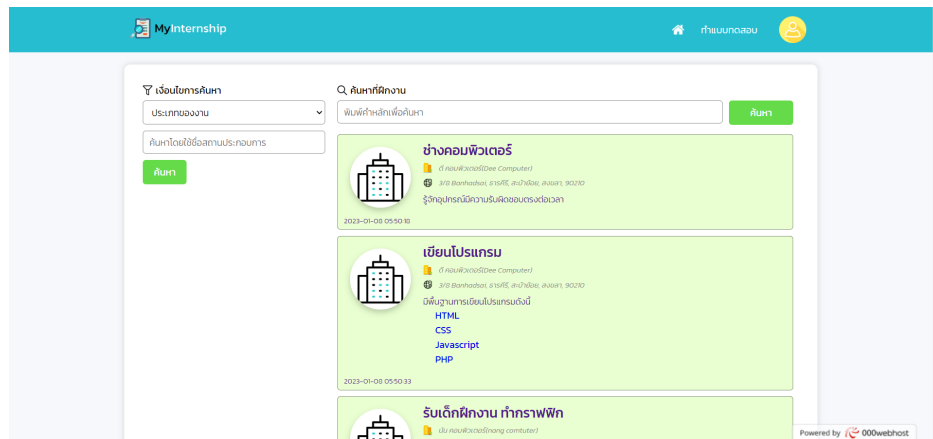 MyInternship
ทำแบบทดสอบ
เงื่อนไขการค้นหา
ประเภทของงาน
ค้นหาโดยใช้ชื่อสถานประกอบการ
ค้นหา
ค้นหาที่ฝึกงาน
พิมพ์คำหลักเพื่อค้นหา
ค้นหา
ช่างคอมพิวเตอร์
ดี คอมพิวเตอร์(Dee Computer)
3/8 Banhadsai, ธารคีรี, สะบ้าย้อย, สงขลา, 90210
รู้จักอุปกรณ์มีความรับผิดชอบตรงต่อเวลา
2023-01-08 05:50:18
เขียนโปรแกรม
ดี คอมพิวเตอร์(Dee Computer)
3/8 Banhadsai, ธารคีรี, สะบ้าย้อย, สงขลา, 90210
มีพื้นฐานการเขียนโปรแกรมดังนี้
HTML
CSS
Javascript
PHP
2023-01-08 05:50:33
รับเด็กฝึกงาน ทำกราฟฟิก
คอมพิวเตอร์(nang comtuter)
Powered by 000webhost